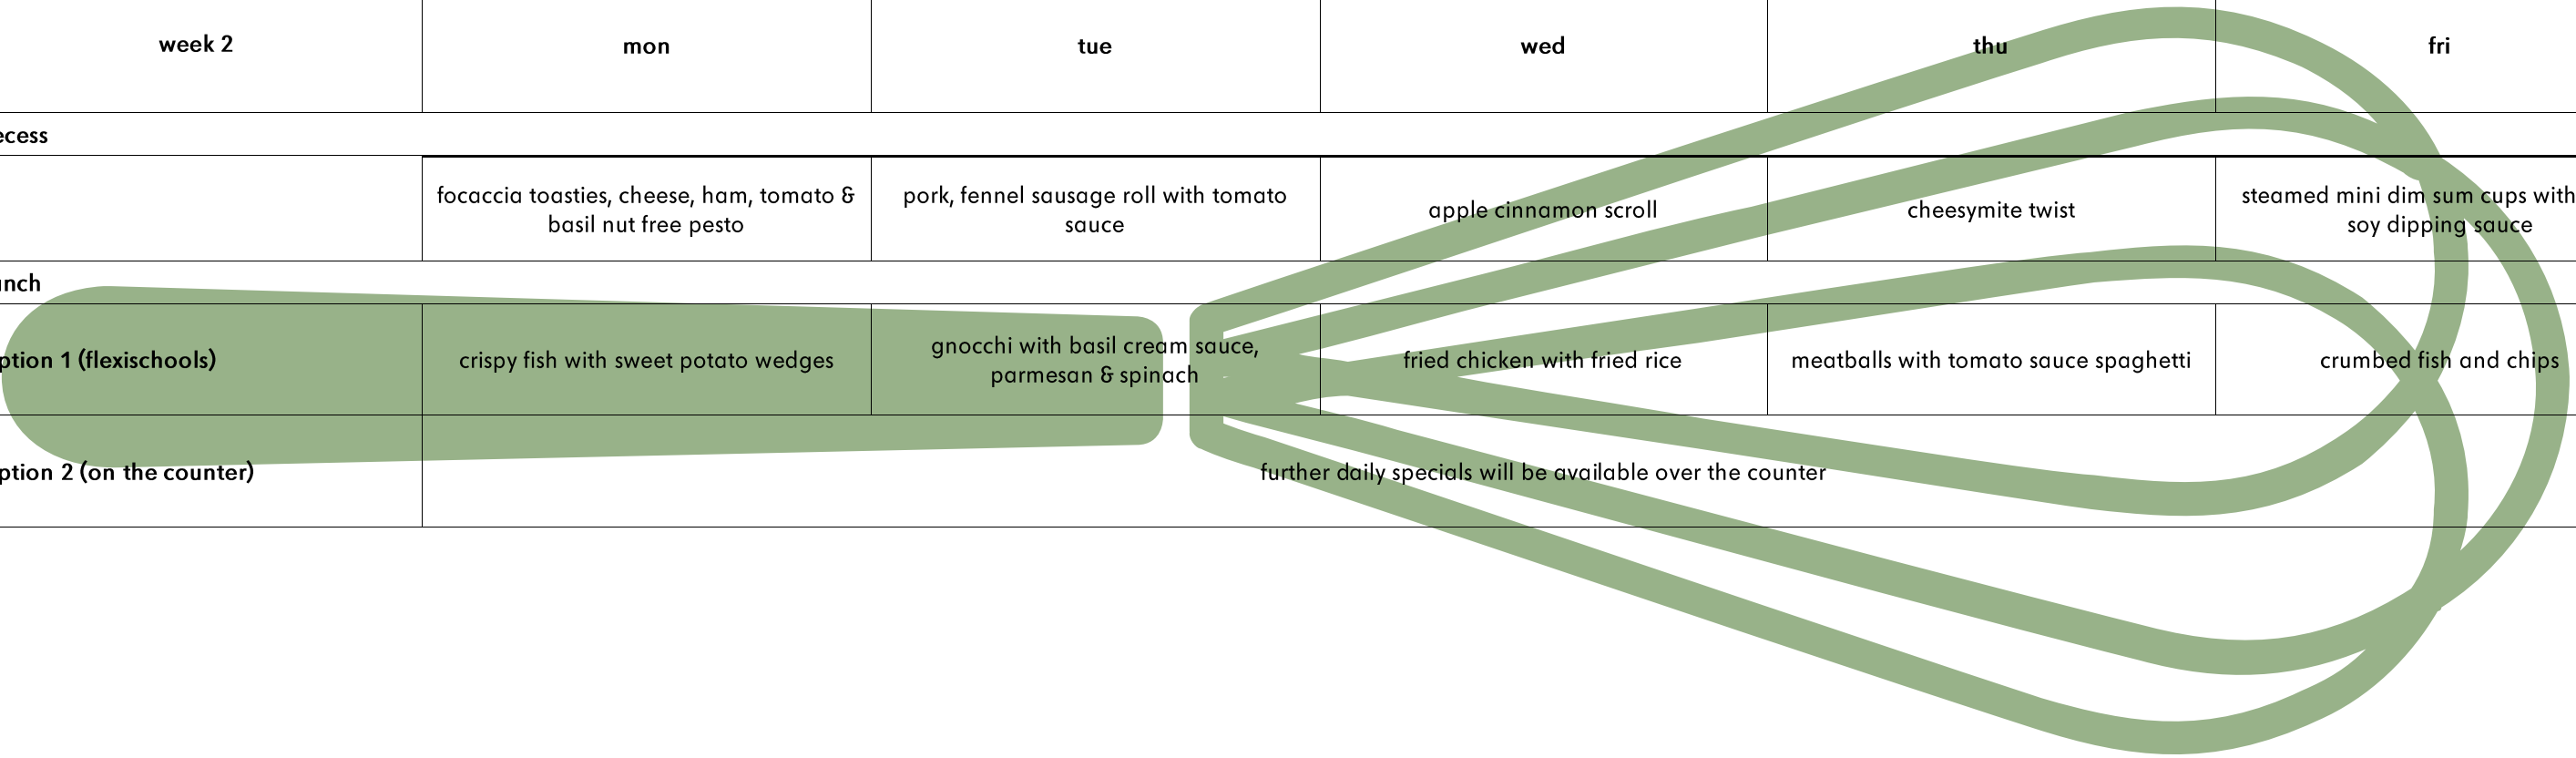 week 2 mon tue wed thu fri
ecess
focaccia toasties, cheese, ham, tomato & basil nut free pesto
pork, fennel sausage roll with tomato sauce
apple cinnamon scroll
cheesymite twist
steamed mini dim sum cups with soy dipping sauce
unch
ption 1 (flexischools)
crispy fish with sweet potato wedges
gnocchi with basil cream sauce, parmesan & spinach
fried chicken with fried rice
meatballs with tomato sauce spaghetti
crumbed fish and chips
ption 2 (on the counter)
further daily specials will be available over the counter